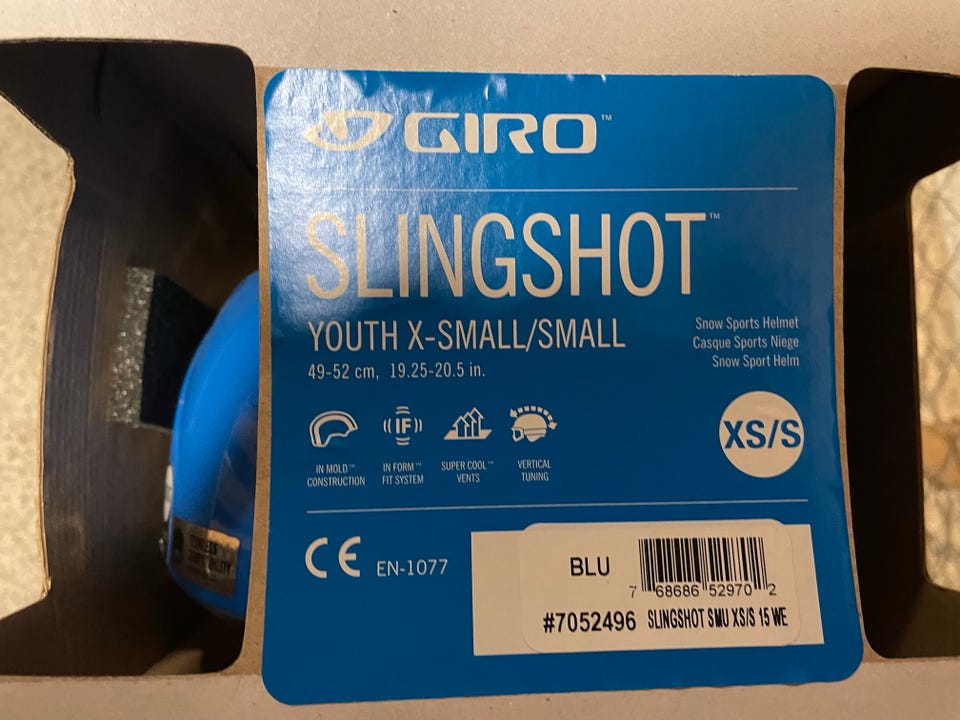 GIRO™
SLINGSHOT™
YOUTH X-SMALL/SMALL
49-52 cm, 19.25-20.5 in.
Snow Sports Helmet
Casque Sports Niege
Snow Sport Helm
IF
IN MOLD™
CONSTRUCTION
IN FORM™
FIT SYSTEM
SUPER COOL™
VENTS
VERTICAL
TUNING
XS/S
CE EN-1077
BLU
7 68686 52970 2
#7052496 SLINGSHOT SMU XS/S 15 WE